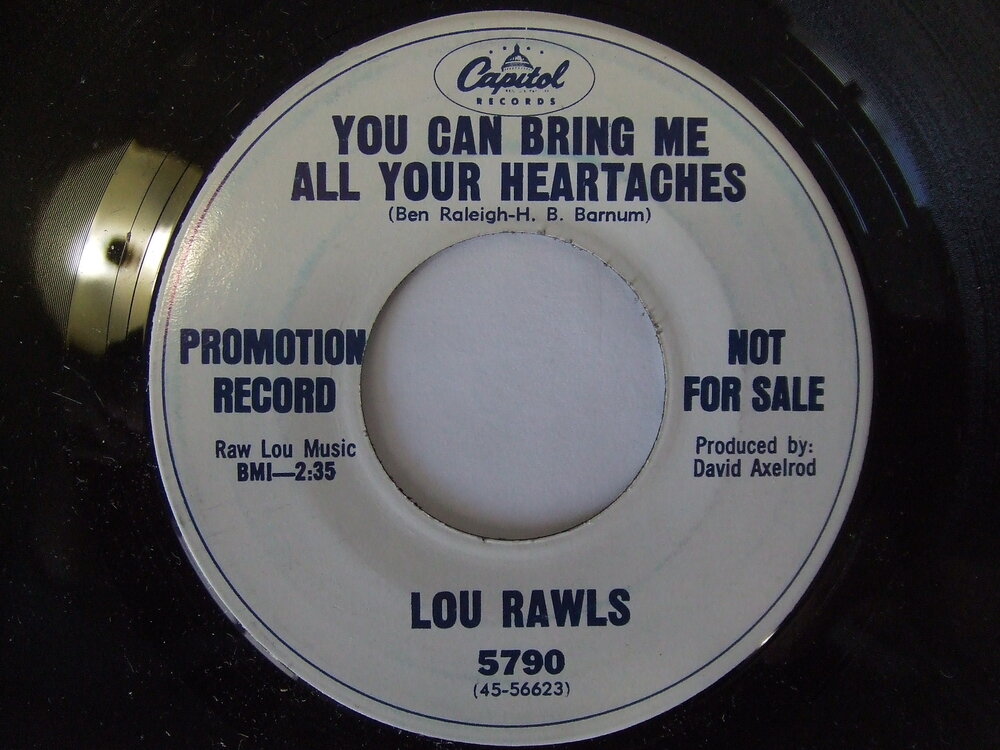 Capitol
RECORDS
YOU CAN BRING ME
ALL YOUR HEARTACHES
(Ben Raleigh-H. B. Barnum)
PROMOTION
RECORD
Raw Lou Music
BMI—2:35
NOT
FOR SALE
Produced by:
David Axelrod
LOU RAWLS
5790
(45-56623)